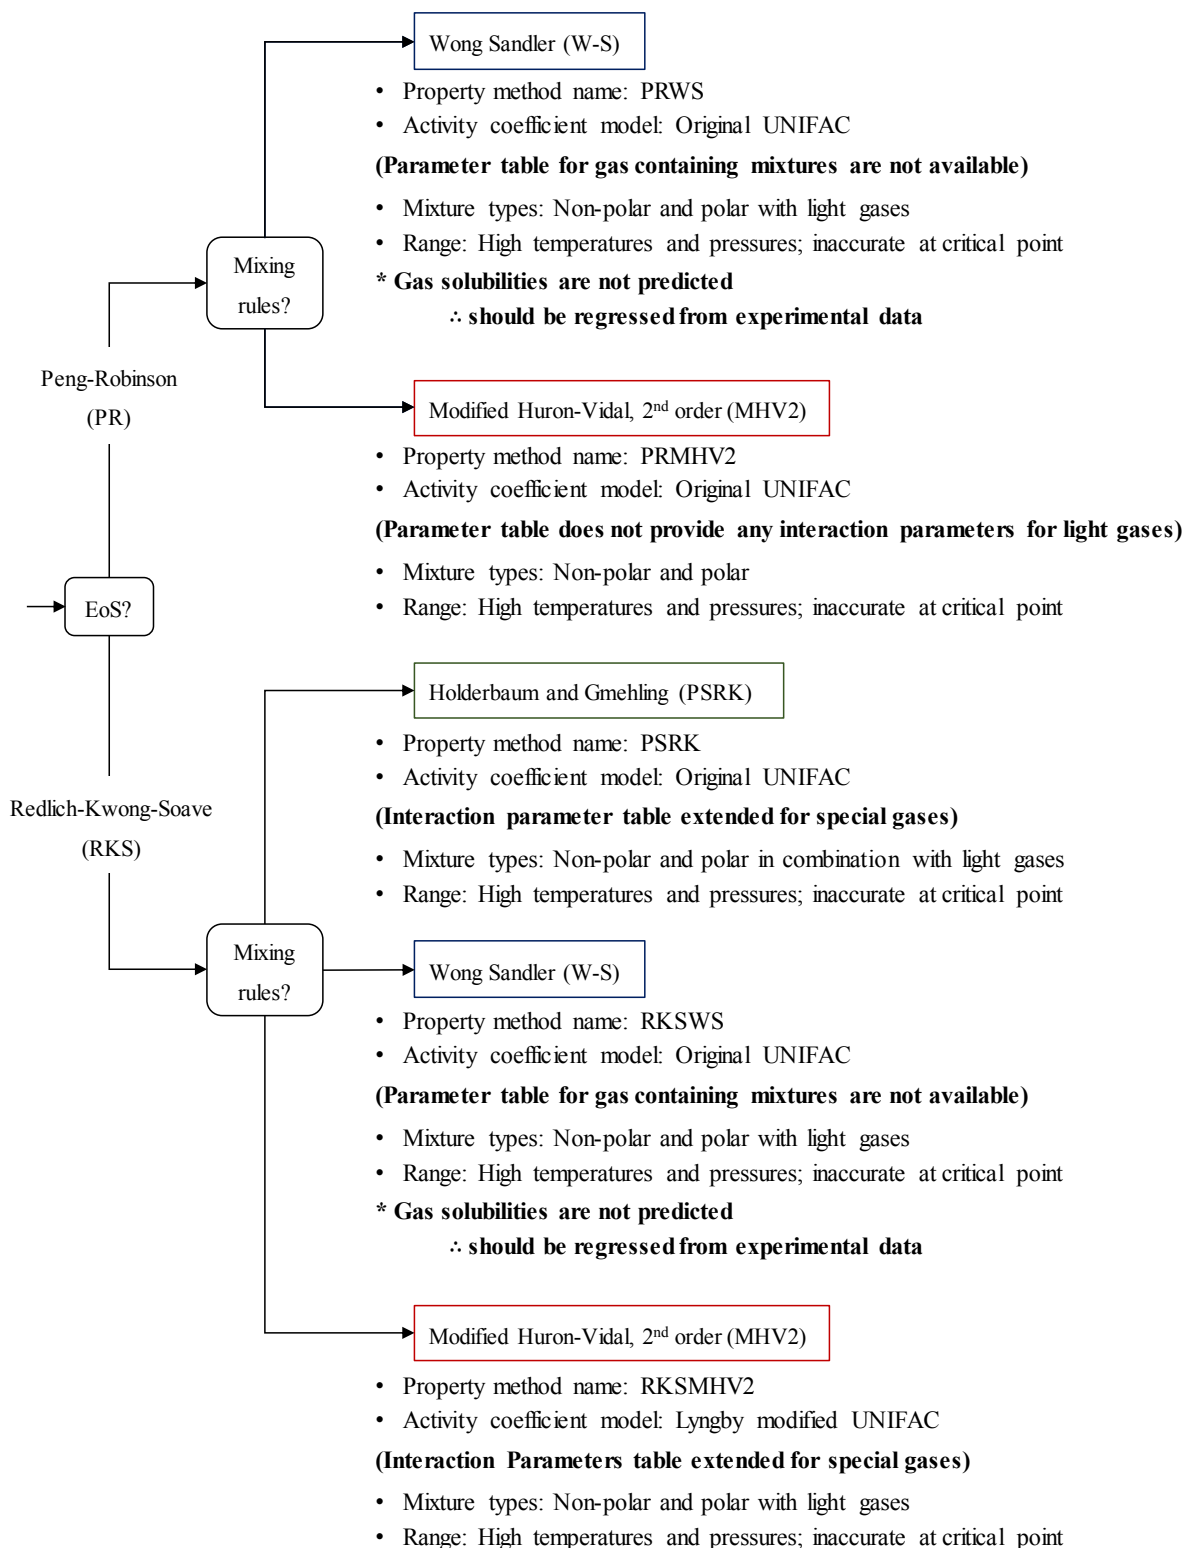 Wong Sandler (W-S)
• Property method name: PRWS
• Activity coefficient model: Original UNIFAC
(Parameter table for gas containing mixtures are not available)
• Mixture types: Non-polar and polar with light gases
• Range: High temperatures and pressures; inaccurate at critical point
* Gas solubilities are not predicted
∴ should be regressed from experimental data
Mixing
rules?
Peng-Robinson
(PR)
Modified Huron-Vidal, 2nd order (MHV2)
• Property method name: PRMHV2
• Activity coefficient model: Original UNIFAC
(Parameter table does not provide any interaction parameters for light gases)
• Mixture types: Non-polar and polar
• Range: High temperatures and pressures; inaccurate at critical point
EoS?
Redlich-Kwong-Soave
(RKS)
Mixing
rules?
Holderbaum and Gmehling (PSRK)
• Property method name: PSRK
• Activity coefficient model: Original UNIFAC
(Interaction parameter table extended for special gases)
• Mixture types: Non-polar and polar in combination with light gases
• Range: High temperatures and pressures; inaccurate at critical point
Wong Sandler (W-S)
• Property method name: RKSWS
• Activity coefficient model: Original UNIFAC
(Parameter table for gas containing mixtures are not available)
• Mixture types: Non-polar and polar with light gases
• Range: High temperatures and pressures; inaccurate at critical point
* Gas solubilities are not predicted
∴ should be regressed from experimental data
Modified Huron-Vidal, 2nd order (MHV2)
• Property method name: RKSMHV2
• Activity coefficient model: Lyngby modified UNIFAC
(Interaction Parameters table extended for special gases)
• Mixture types: Non-polar and polar with light gases
• Range: High temperatures and pressures; inaccurate at critical point